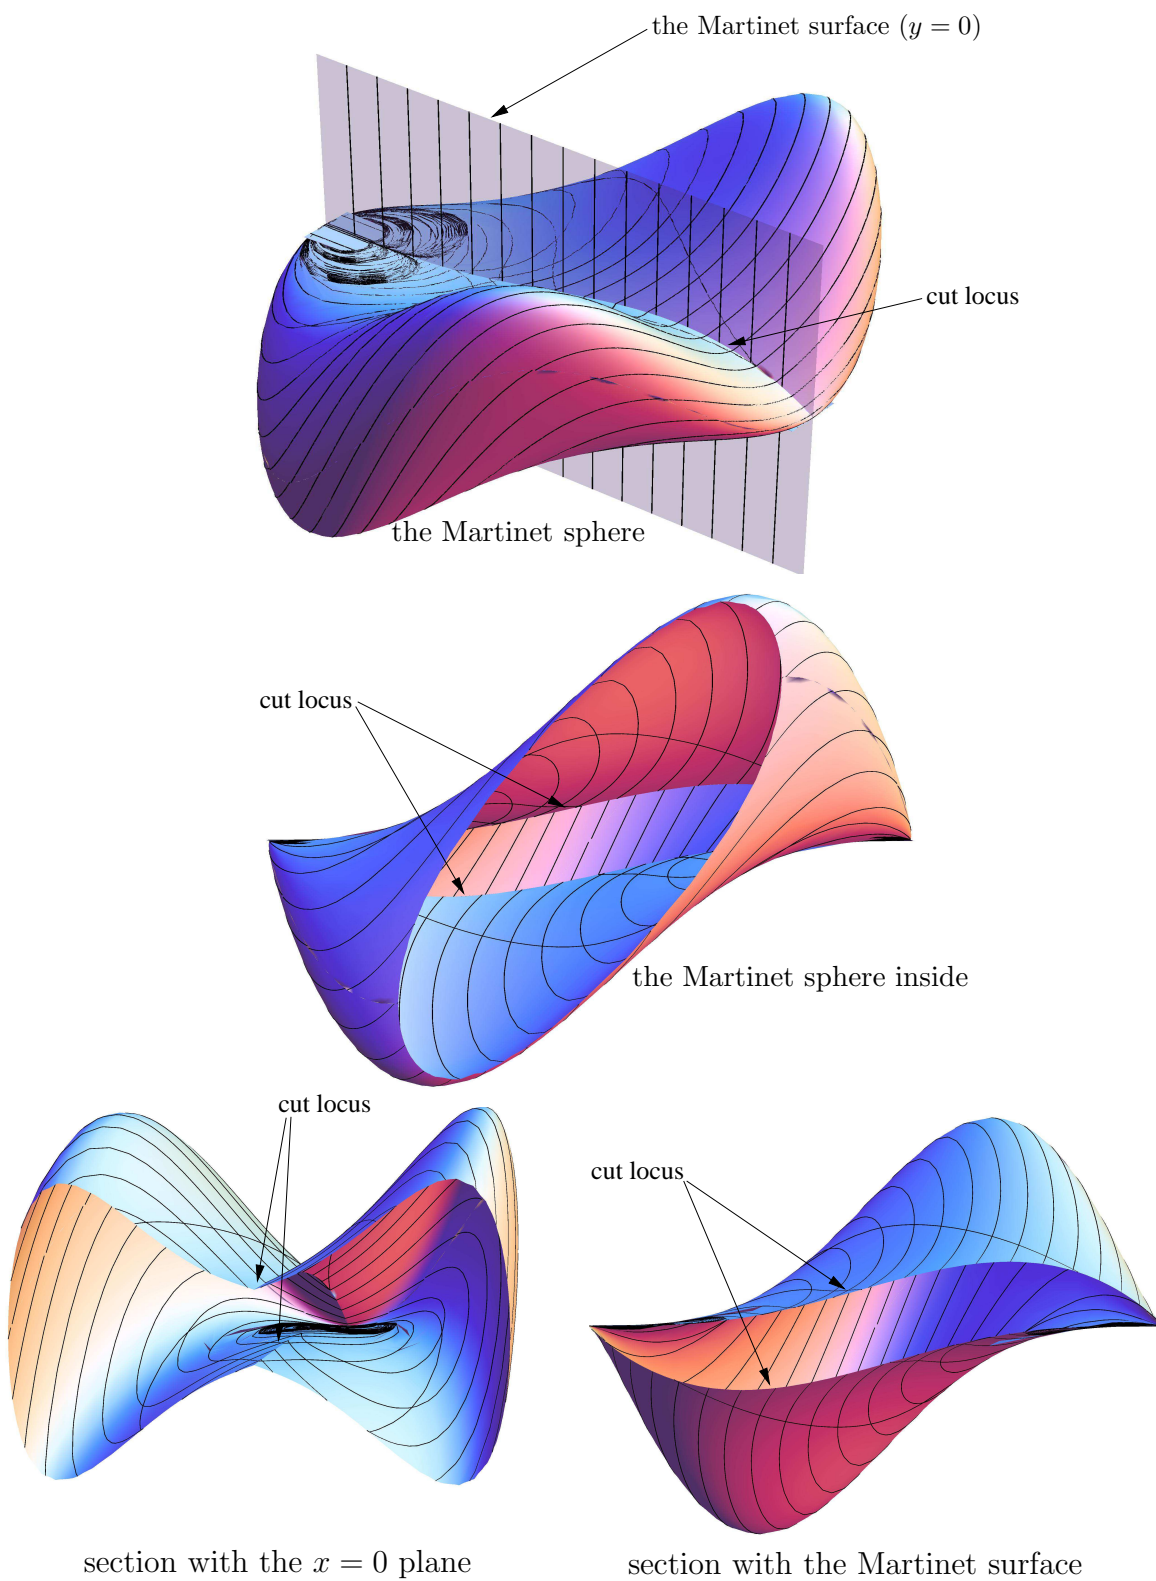 the Martinet surface (y = 0)
cut locus
the Martinet sphere
cut locus
the Martinet sphere inside
cut locus
cut locus
section with the x = 0 plane
section with the Martinet surface